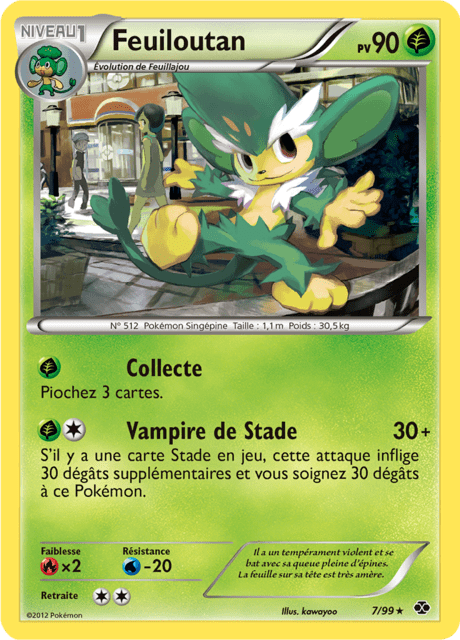 NIVEAU 1
Feuiloutan
PV 90
Évolution de Feuillajou
N° 512 Pokémon Singépine Taille : 1,1 m Poids : 30,5 kg
Collecte
Piochez 3 cartes.
Vampire de Stade 30+
S'il y a une carte Stade en jeu, cette attaque inflige
30 dégâts supplémentaires et vous soignez 30 dégâts
à ce Pokémon.
Faiblesse Résistance
×2 -20
Retraite
Il a un tempérament violent et se
bat avec sa queue pleine d'épines.
La feuille sur sa tête est très amère.
©2012 Pokémon Illus. kawayoo 7/99 ★